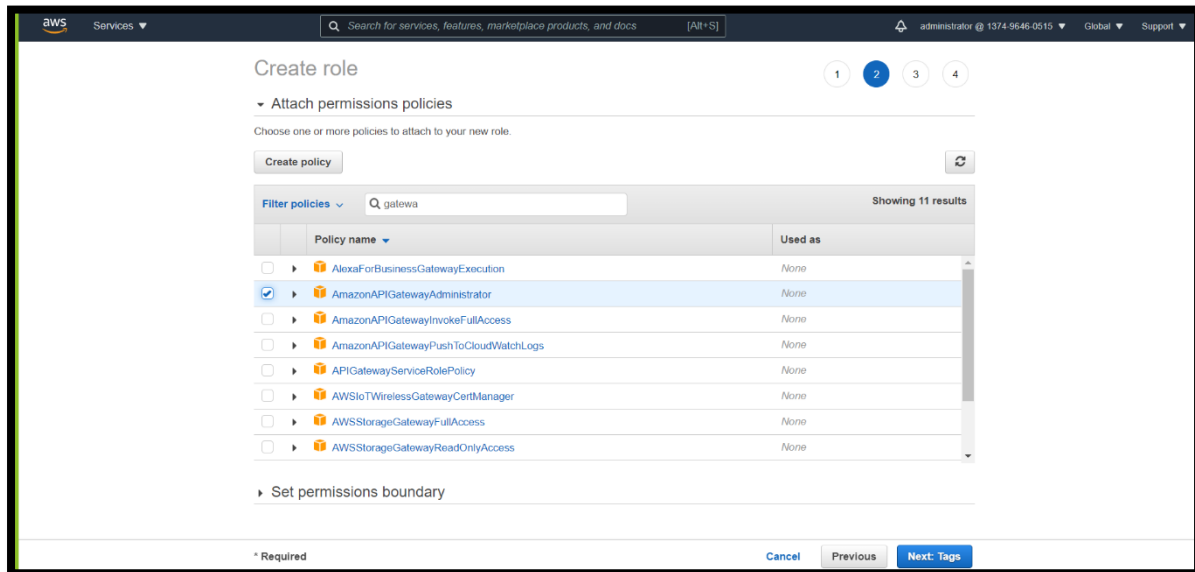 aws Services Search for services, features, marketplace products, and docs [Alt+S] administrator @ 1374-9646-0515 Global Support
Create role 1 2 3 4
Attach permissions policies
Choose one or more policies to attach to your new role.
Create policy
Filter policies gatewa Showing 11 results
Policy name Used as
AlexaForBusinessGatewayExecution None
AmazonAPIGatewayAdministrator None
AmazonAPIGatewayInvokeFullAccess None
AmazonAPIGatewayPushToCloudWatchLogs None
APIGatewayServiceRolePolicy None
AWSIoTWirelessGatewayCertManager None
AWSStorageGatewayFullAccess None
AWSStorageGatewayReadOnlyAccess None
Set permissions boundary
* Required Cancel Previous Next: Tags